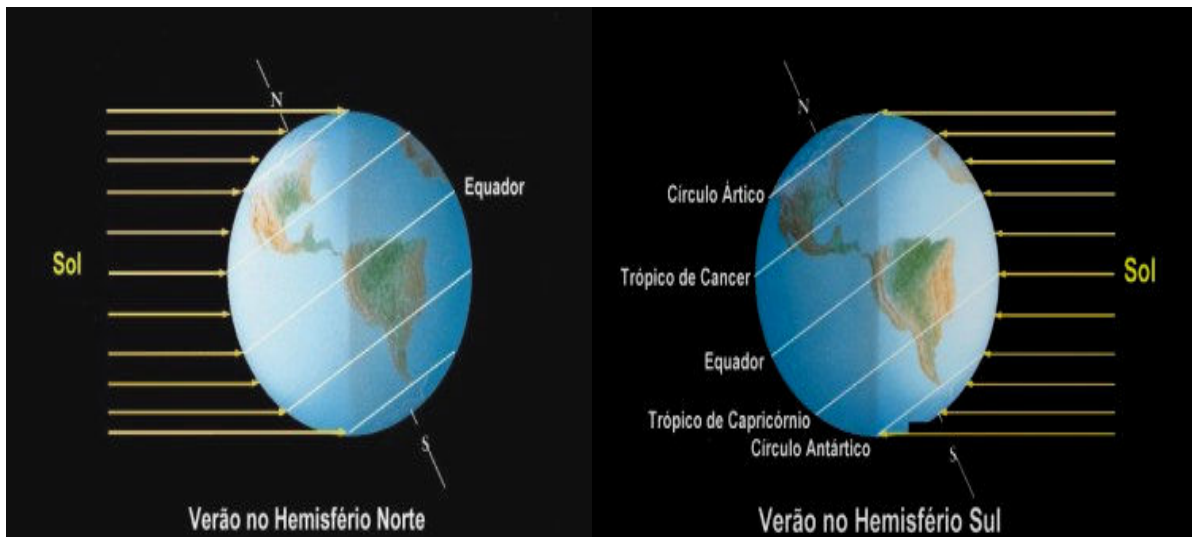 N
Equador
Sol
S
Verão no Hemisfério Norte
N
Círculo Ártico
Sol
Trópico de Cancer
Equador
Trópico de Capricórnio
Círculo Antártico
S
Verão no Hemisfério Sul